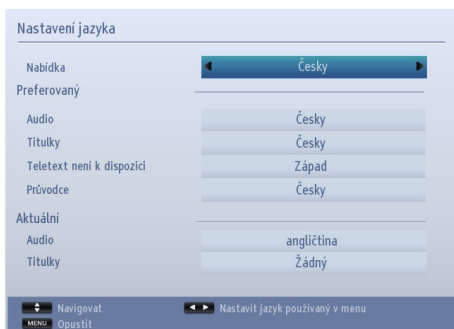 Nastavení jazyka
Nabídka Česky
Preferovaný
Audio Česky
Titulky Česky
Teletext není k dispozici Západ
Průvodce Česky
Aktuální
Audio angličtina
Titulky Žádný
Navigovat Nastavit jazyk používaný v menu
MENU Opustit